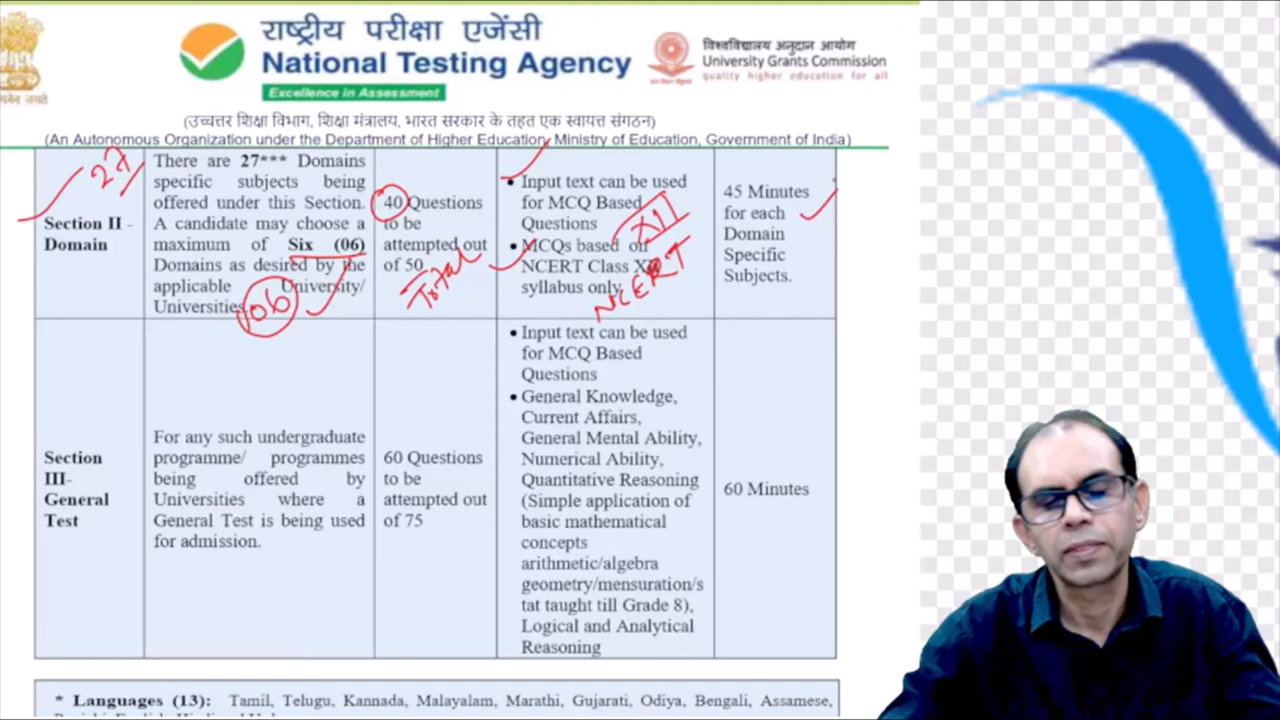 राष्ट्रीय परीक्षा एजेंसी
National Testing Agency
Excellence in Assessment
विश्वविद्यालय अनुदान आयोग
University Grants Commission
quality higher education for all
(उच्चत्तर शिक्षा विभाग, शिक्षा मंत्रालय, भारत सरकार के तहत एक स्वायत्त संगठन)
(An Autonomous Organization under the Department of Higher Education, Ministry of Education, Government of India)
27
Section II -
Domain
There are 27*** Domains
specific subjects being
offered under this Section.
A candidate may choose a
maximum of Six (06)
Domains as desired by the
applicable University/
Universities.
06
40 Questions
to be
attempted out
of 50
Total
• Input text can be used
for MCQ Based
Questions
• MCQs based on
NCERT Class XII
syllabus only
XII
NCERT
45 Minutes
for each
Domain
Specific
Subjects.
Section
III-
General
Test
For any such undergraduate
programme/ programmes
being offered by
Universities where a
General Test is being used
for admission.
60 Questions
to be
attempted out
of 75
• Input text can be used
for MCQ Based
Questions
• General Knowledge,
Current Affairs,
General Mental Ability,
Numerical Ability,
Quantitative Reasoning
(Simple application of
basic mathematical
concepts
arithmetic/algebra
geometry/mensuration/s
tat taught till Grade 8),
Logical and Analytical
Reasoning
60 Minutes
* Languages (13): Tamil, Telugu, Kannada, Malayalam, Marathi, Gujarati, Odiya, Bengali, Assamese,